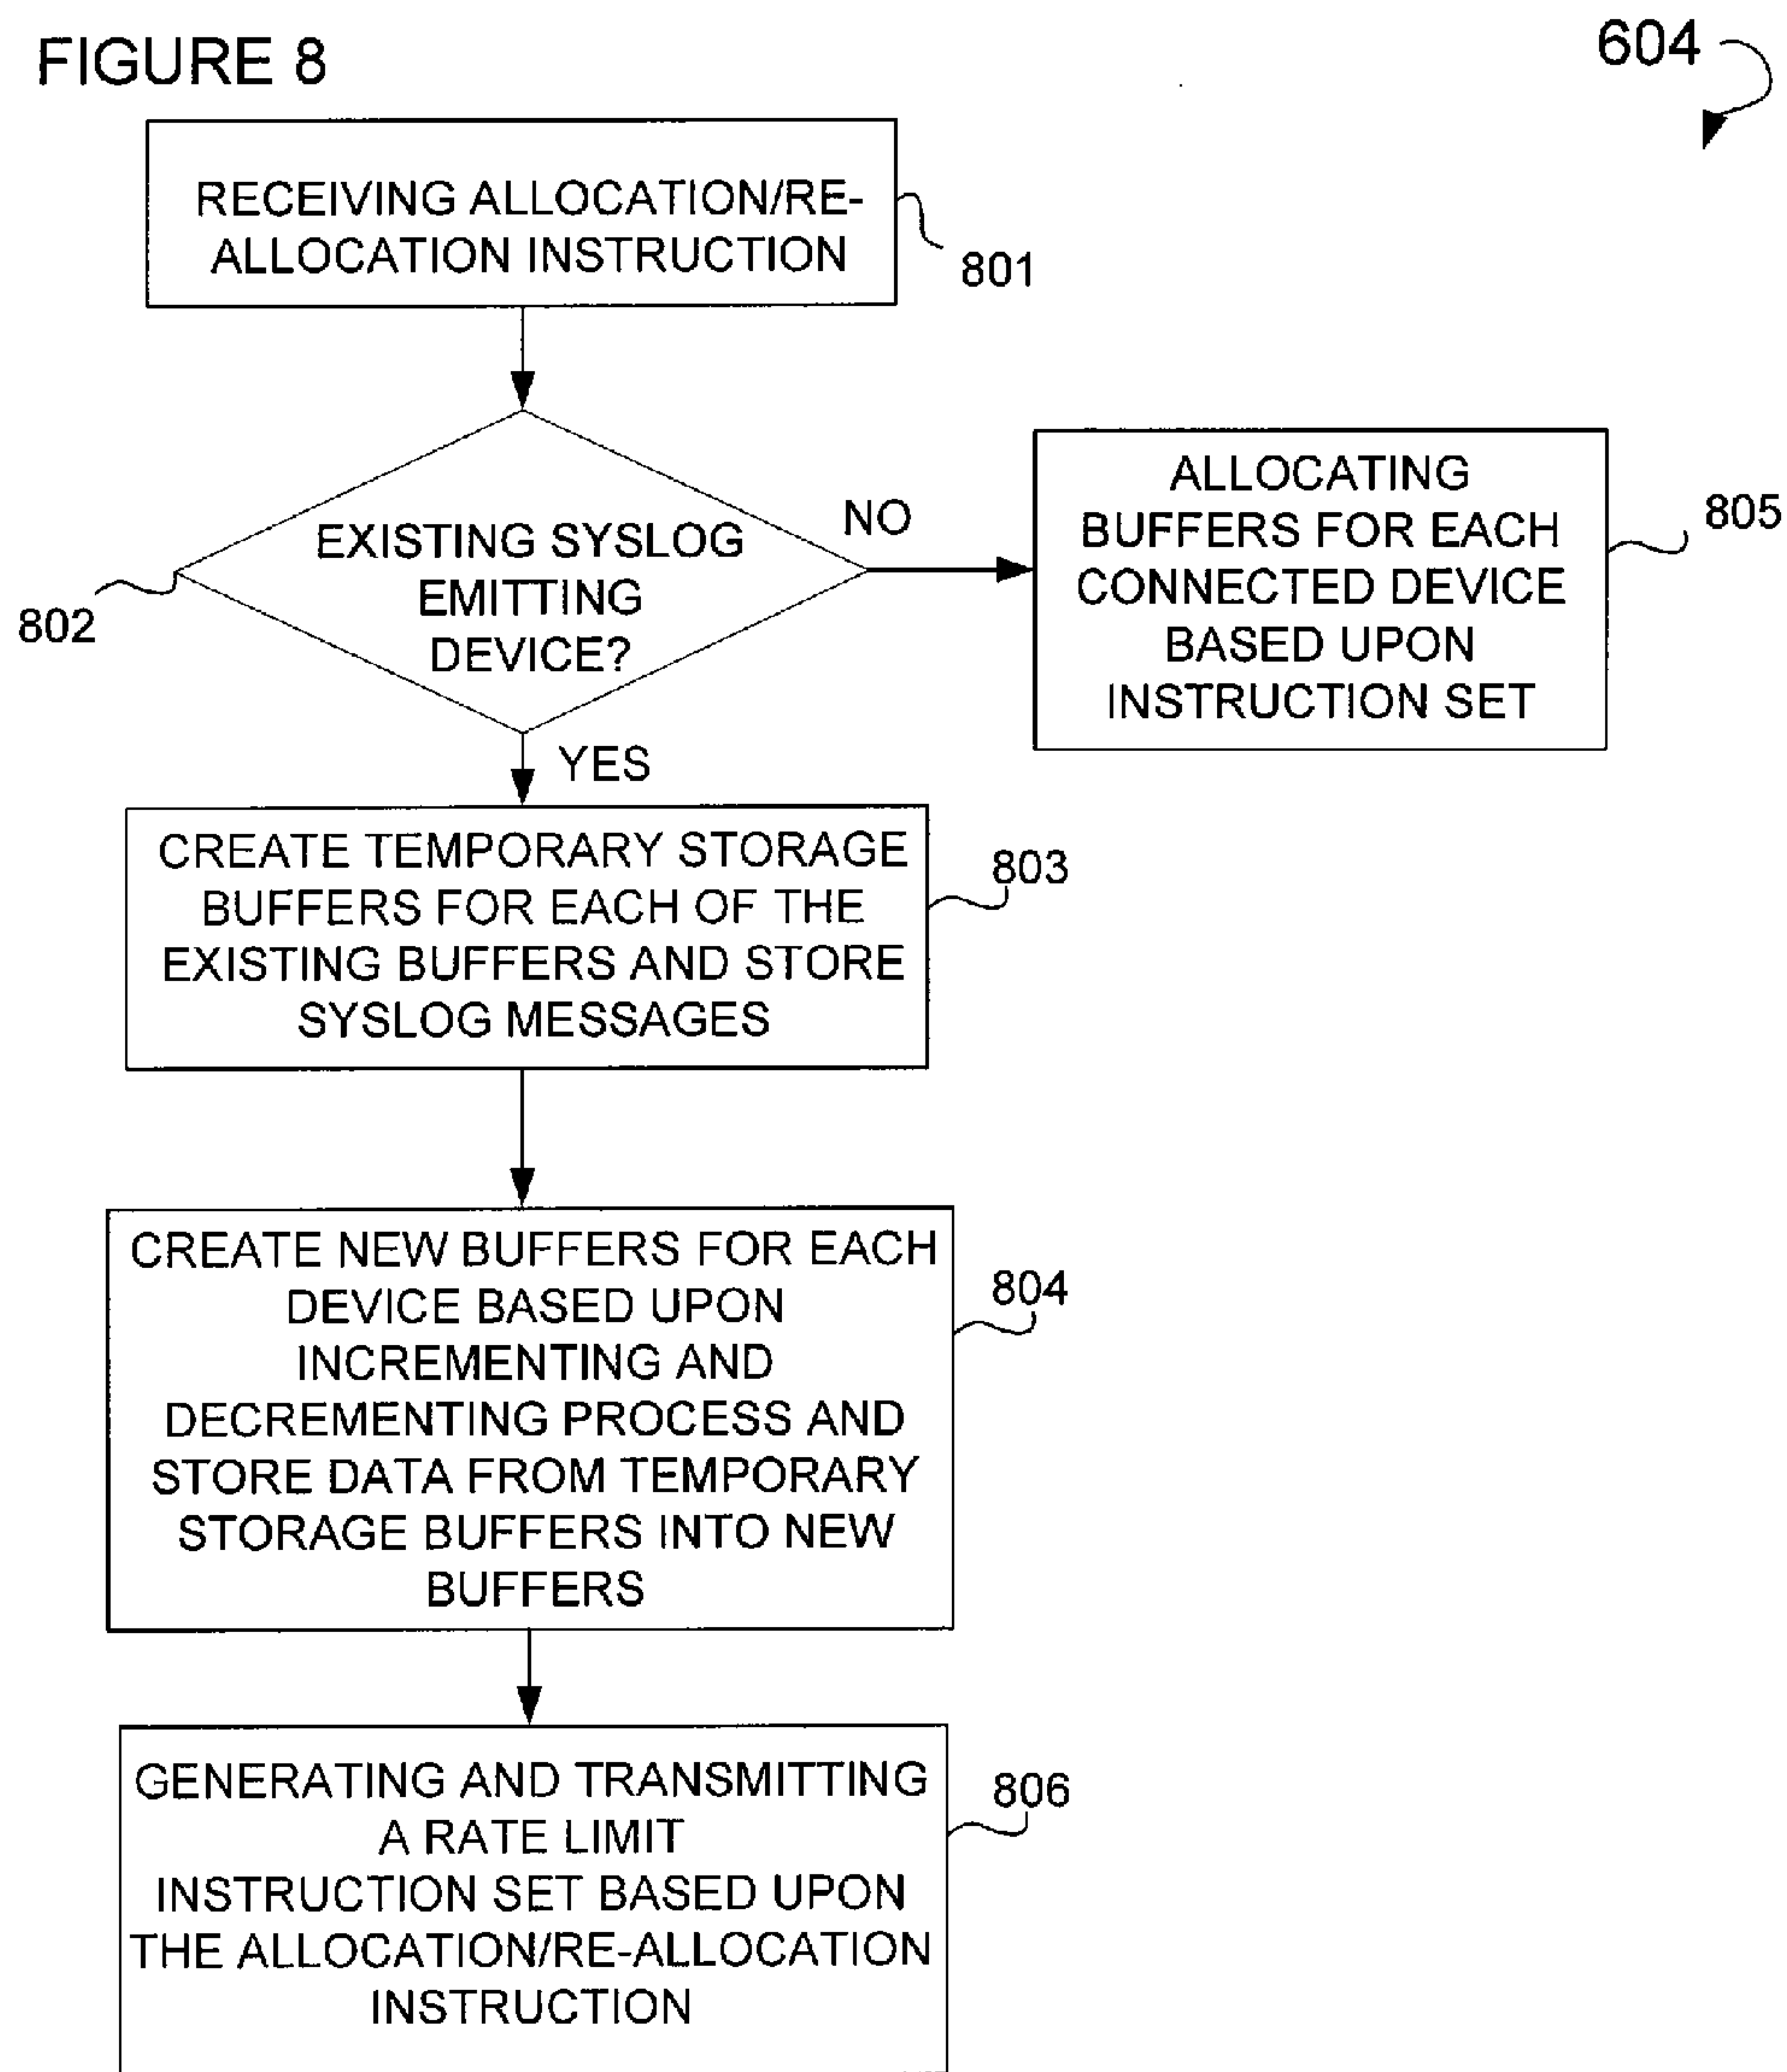 FIGURE 8
604
RECEIVING ALLOCATION/RE-
ALLOCATION INSTRUCTION
801
EXISTING SYSLOG
EMITTING
DEVICE?
802
NO
ALLOCATING
BUFFERS FOR EACH
CONNECTED DEVICE
BASED UPON
INSTRUCTION SET
805
YES
CREATE TEMPORARY STORAGE
BUFFERS FOR EACH OF THE
EXISTING BUFFERS AND STORE
SYSLOG MESSAGES
803
CREATE NEW BUFFERS FOR EACH
DEVICE BASED UPON
INCREMENTING AND
DECREMENTING PROCESS AND
STORE DATA FROM TEMPORARY
STORAGE BUFFERS INTO NEW
BUFFERS
804
GENERATING AND TRANSMITTING
A RATE LIMIT
INSTRUCTION SET BASED UPON
THE ALLOCATION/RE-ALLOCATION
INSTRUCTION
806